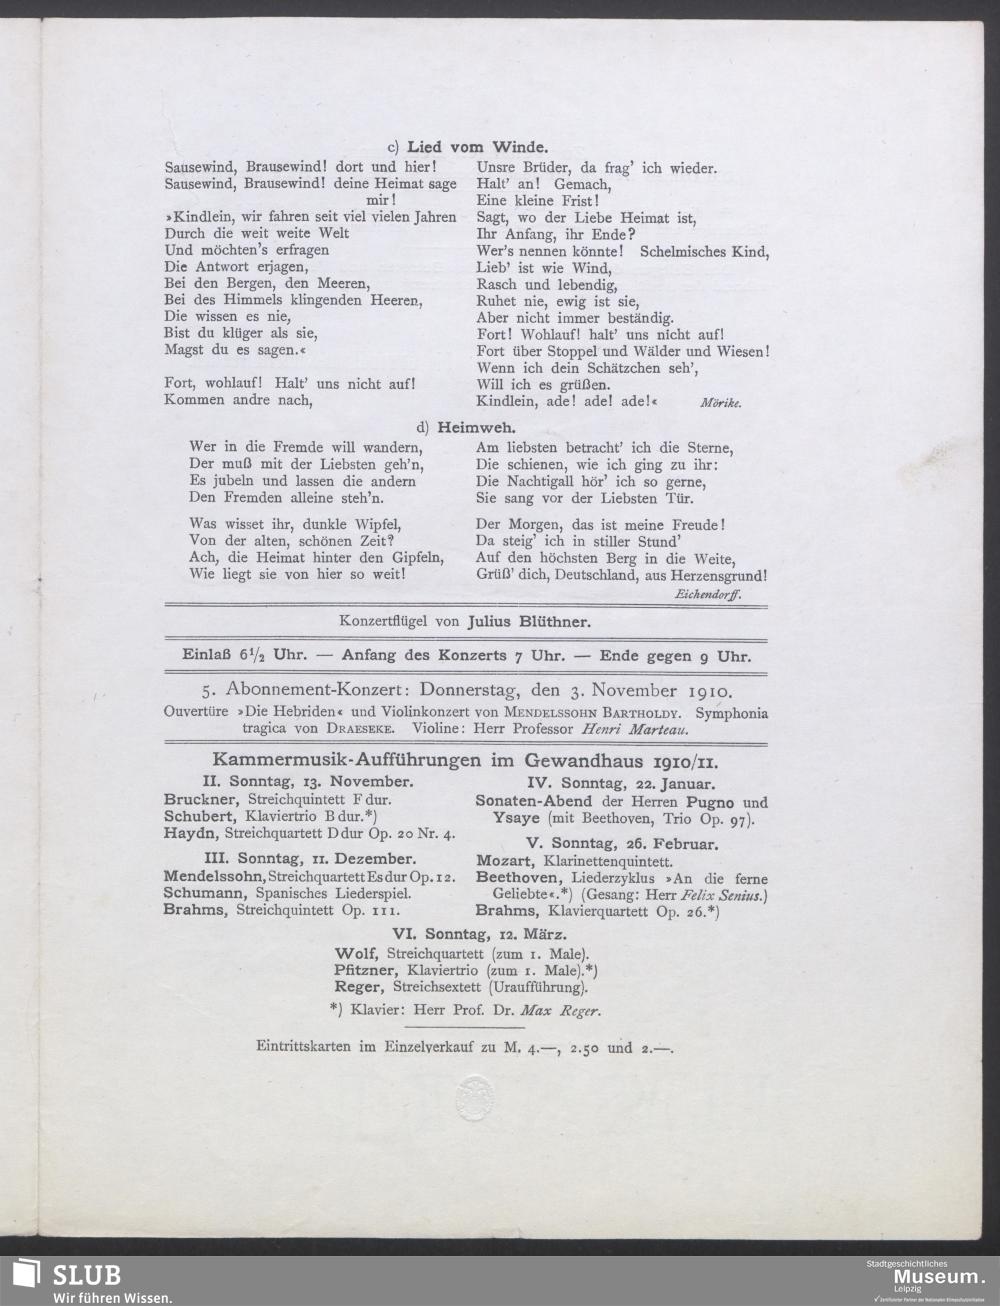 c) Lied vom Winde.
Sausewind, Brausewind! dort und hier!
Sausewind, Brausewind! deine Heimat sage
mir!
»Kindlein, wir fahren seit viel vielen Jahren
Durch die weit weite Welt
Und möchten's erfragen
Die Antwort erjagen,
Bei den Bergen, den Meeren,
Bei des Himmels klingenden Heeren,
Die wissen es nie,
Bist du klüger als sie,
Magst du es sagen.«
Fort, wohlauf! Halt' uns nicht auf!
Kommen andre nach,
Unsre Brüder, da frag' ich wieder.
Halt' an! Gemach,
Eine kleine Frist!
Sagt, wo der Liebe Heimat ist,
Ihr Anfang, ihr Ende?
Wer's nennen könnte! Schelmisches Kind,
Lieb' ist wie Wind,
Rasch und lebendig,
Ruhet nie, ewig ist sie,
Aber nicht immer beständig.
Fort! Wohlauf! halt' uns nicht auf!
Fort über Stoppel und Wälder und Wiesen!
Wenn ich dein Schätzchen seh',
Will ich es grüßen.
Kindlein, ade! ade! ade!« Mörike.
d) Heimweh.
Wer in die Fremde will wandern,
Der muß mit der Liebsten geh'n,
Es jubeln und lassen die andern
Den Fremden alleine steh'n.
Was wisset ihr, dunkle Wipfel,
Von der alten, schönen Zeit?
Ach, die Heimat hinter den Gipfeln,
Wie liegt sie von hier so weit!
Am liebsten betracht' ich die Sterne,
Die schienen, wie ich ging zu ihr:
Die Nachtigall hör' ich so gerne,
Sie sang vor der Liebsten Tür.
Der Morgen, das ist meine Freude!
Da steig' ich in stiller Stund'
Auf den höchsten Berg in die Weite,
Grüß' dich, Deutschland, aus Herzensgrund!
Eichendorff.
Konzertflügel von Julius Blüthner.
Einlaß 6 1/2 Uhr. — Anfang des Konzerts 7 Uhr. — Ende gegen 9 Uhr.
5. Abonnement-Konzert: Donnerstag, den 3. November 1910.
Ouvertüre »Die Hebriden« und Violinkonzert von MENDELSSOHN BARTHOLDY. Symphonia
tragica von DRAESEKE. Violine: Herr Professor Henri Marteau.
Kammermusik-Aufführungen im Gewandhaus 1910/11.
II. Sonntag, 13. November.
Bruckner, Streichquintett F dur.
Schubert, Klaviertrio B dur.*)
Haydn, Streichquartett D dur Op. 20 Nr. 4.
III. Sonntag, 11. Dezember.
Mendelssohn, Streichquartett Es dur Op. 12.
Schumann, Spanisches Liederspiel.
Brahms, Streichquintett Op. 111.
IV. Sonntag, 22. Januar.
Sonaten-Abend der Herren Pugno und
Ysaye (mit Beethoven, Trio Op. 97).
V. Sonntag, 26. Februar.
Mozart, Klarinettenquintett.
Beethoven, Liederzyklus »An die ferne
Geliebte«.*) (Gesang: Herr Felix Senius.)
Brahms, Klavierquartett Op. 26.*)
VI. Sonntag, 12. März.
Wolf, Streichquartett (zum 1. Male).
Pfitzner, Klaviertrio (zum 1. Male).*)
Reger, Streichsextett (Uraufführung).
*) Klavier: Herr Prof. Dr. Max Reger.
Eintrittskarten im Einzelverkauf zu M. 4.—, 2.50 und 2.—.
SLUB
Wir führen Wissen.
Stadtgeschichtliches
Museum.
Leipzig
Zertifizierter Partner der Nationalen Klimaschutzinitiative